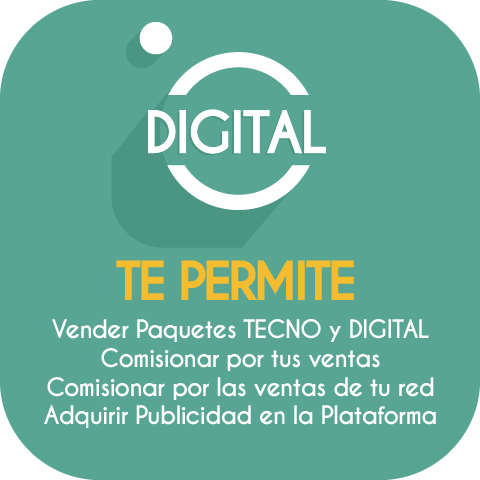 DIGITAL
TE PERMITE
Vender Paquetes TECNO y DIGITAL
Comisionar por tus ventas
Comisionar por las ventas de tu red
Adquirir Publicidad en la Plataforma